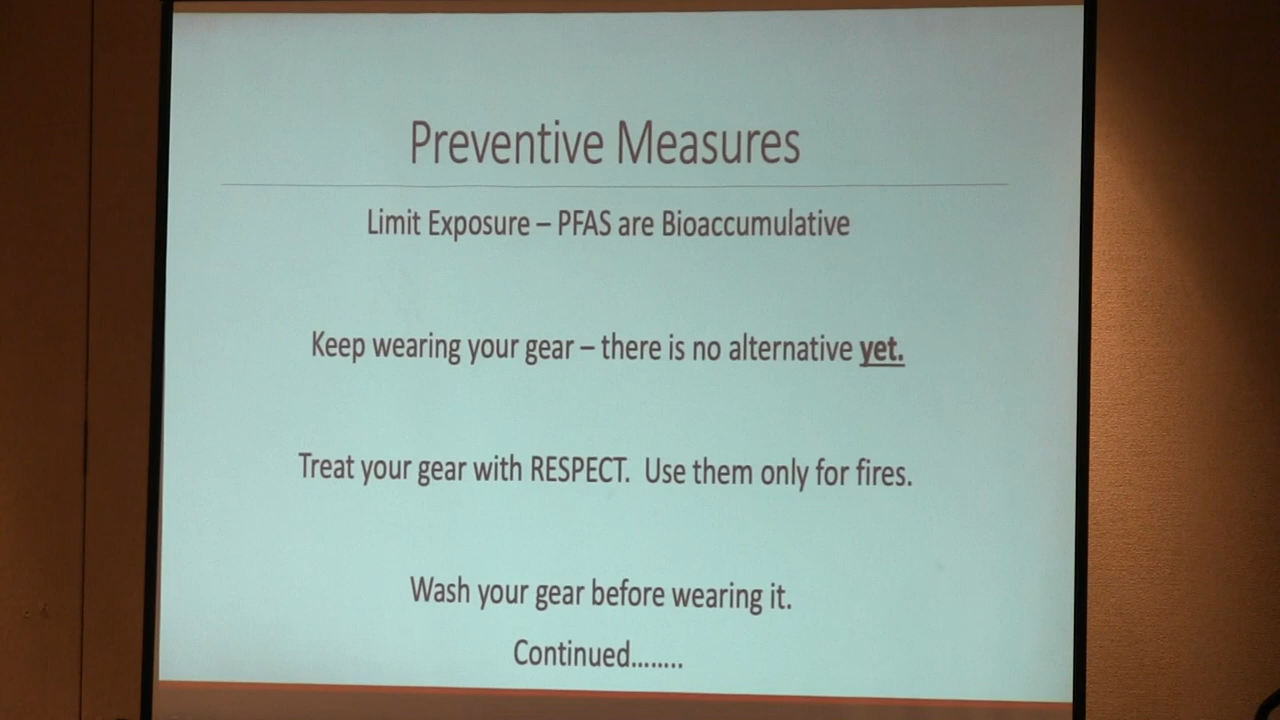 Preventive Measures
Limit Exposure – PFAS are Bioaccumulative
Keep wearing your gear – there is no alternative yet.
Treat your gear with RESPECT.  Use them only for fires.
Wash your gear before wearing it.
Continued........